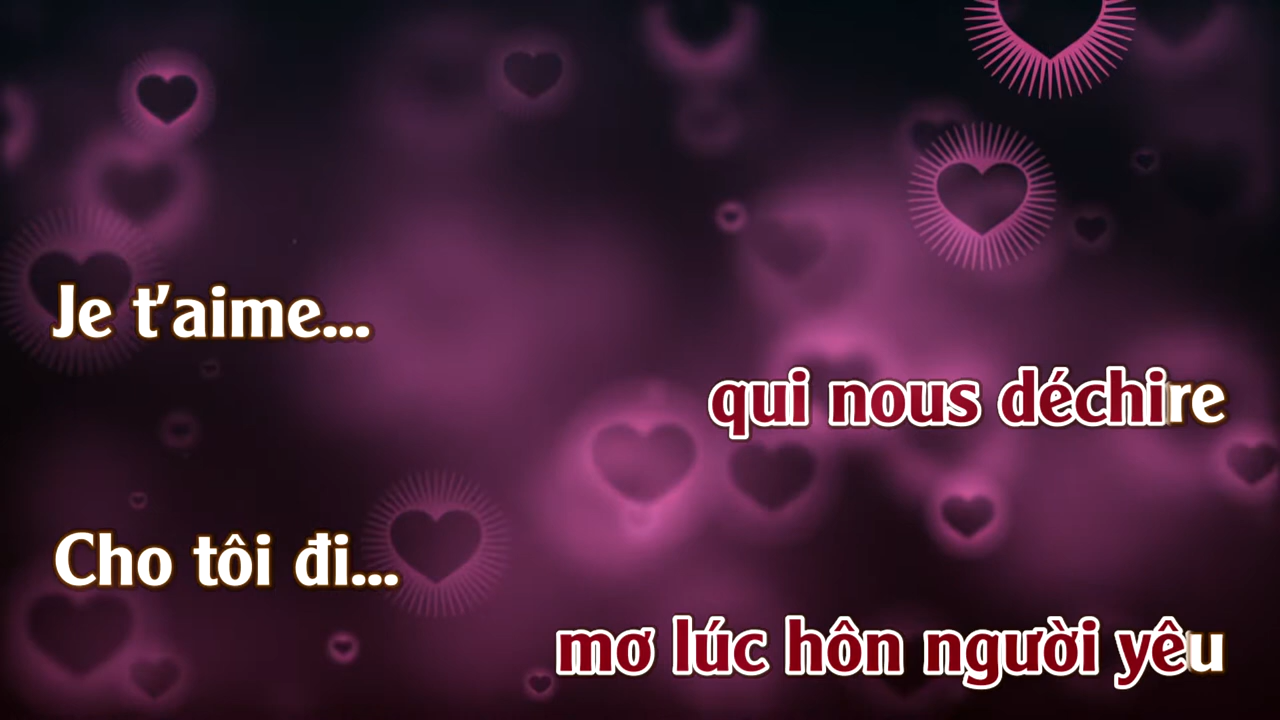 Je t'aime...
qui nous déchire
Cho tôi đi...
mơ lúc hôn người yêu